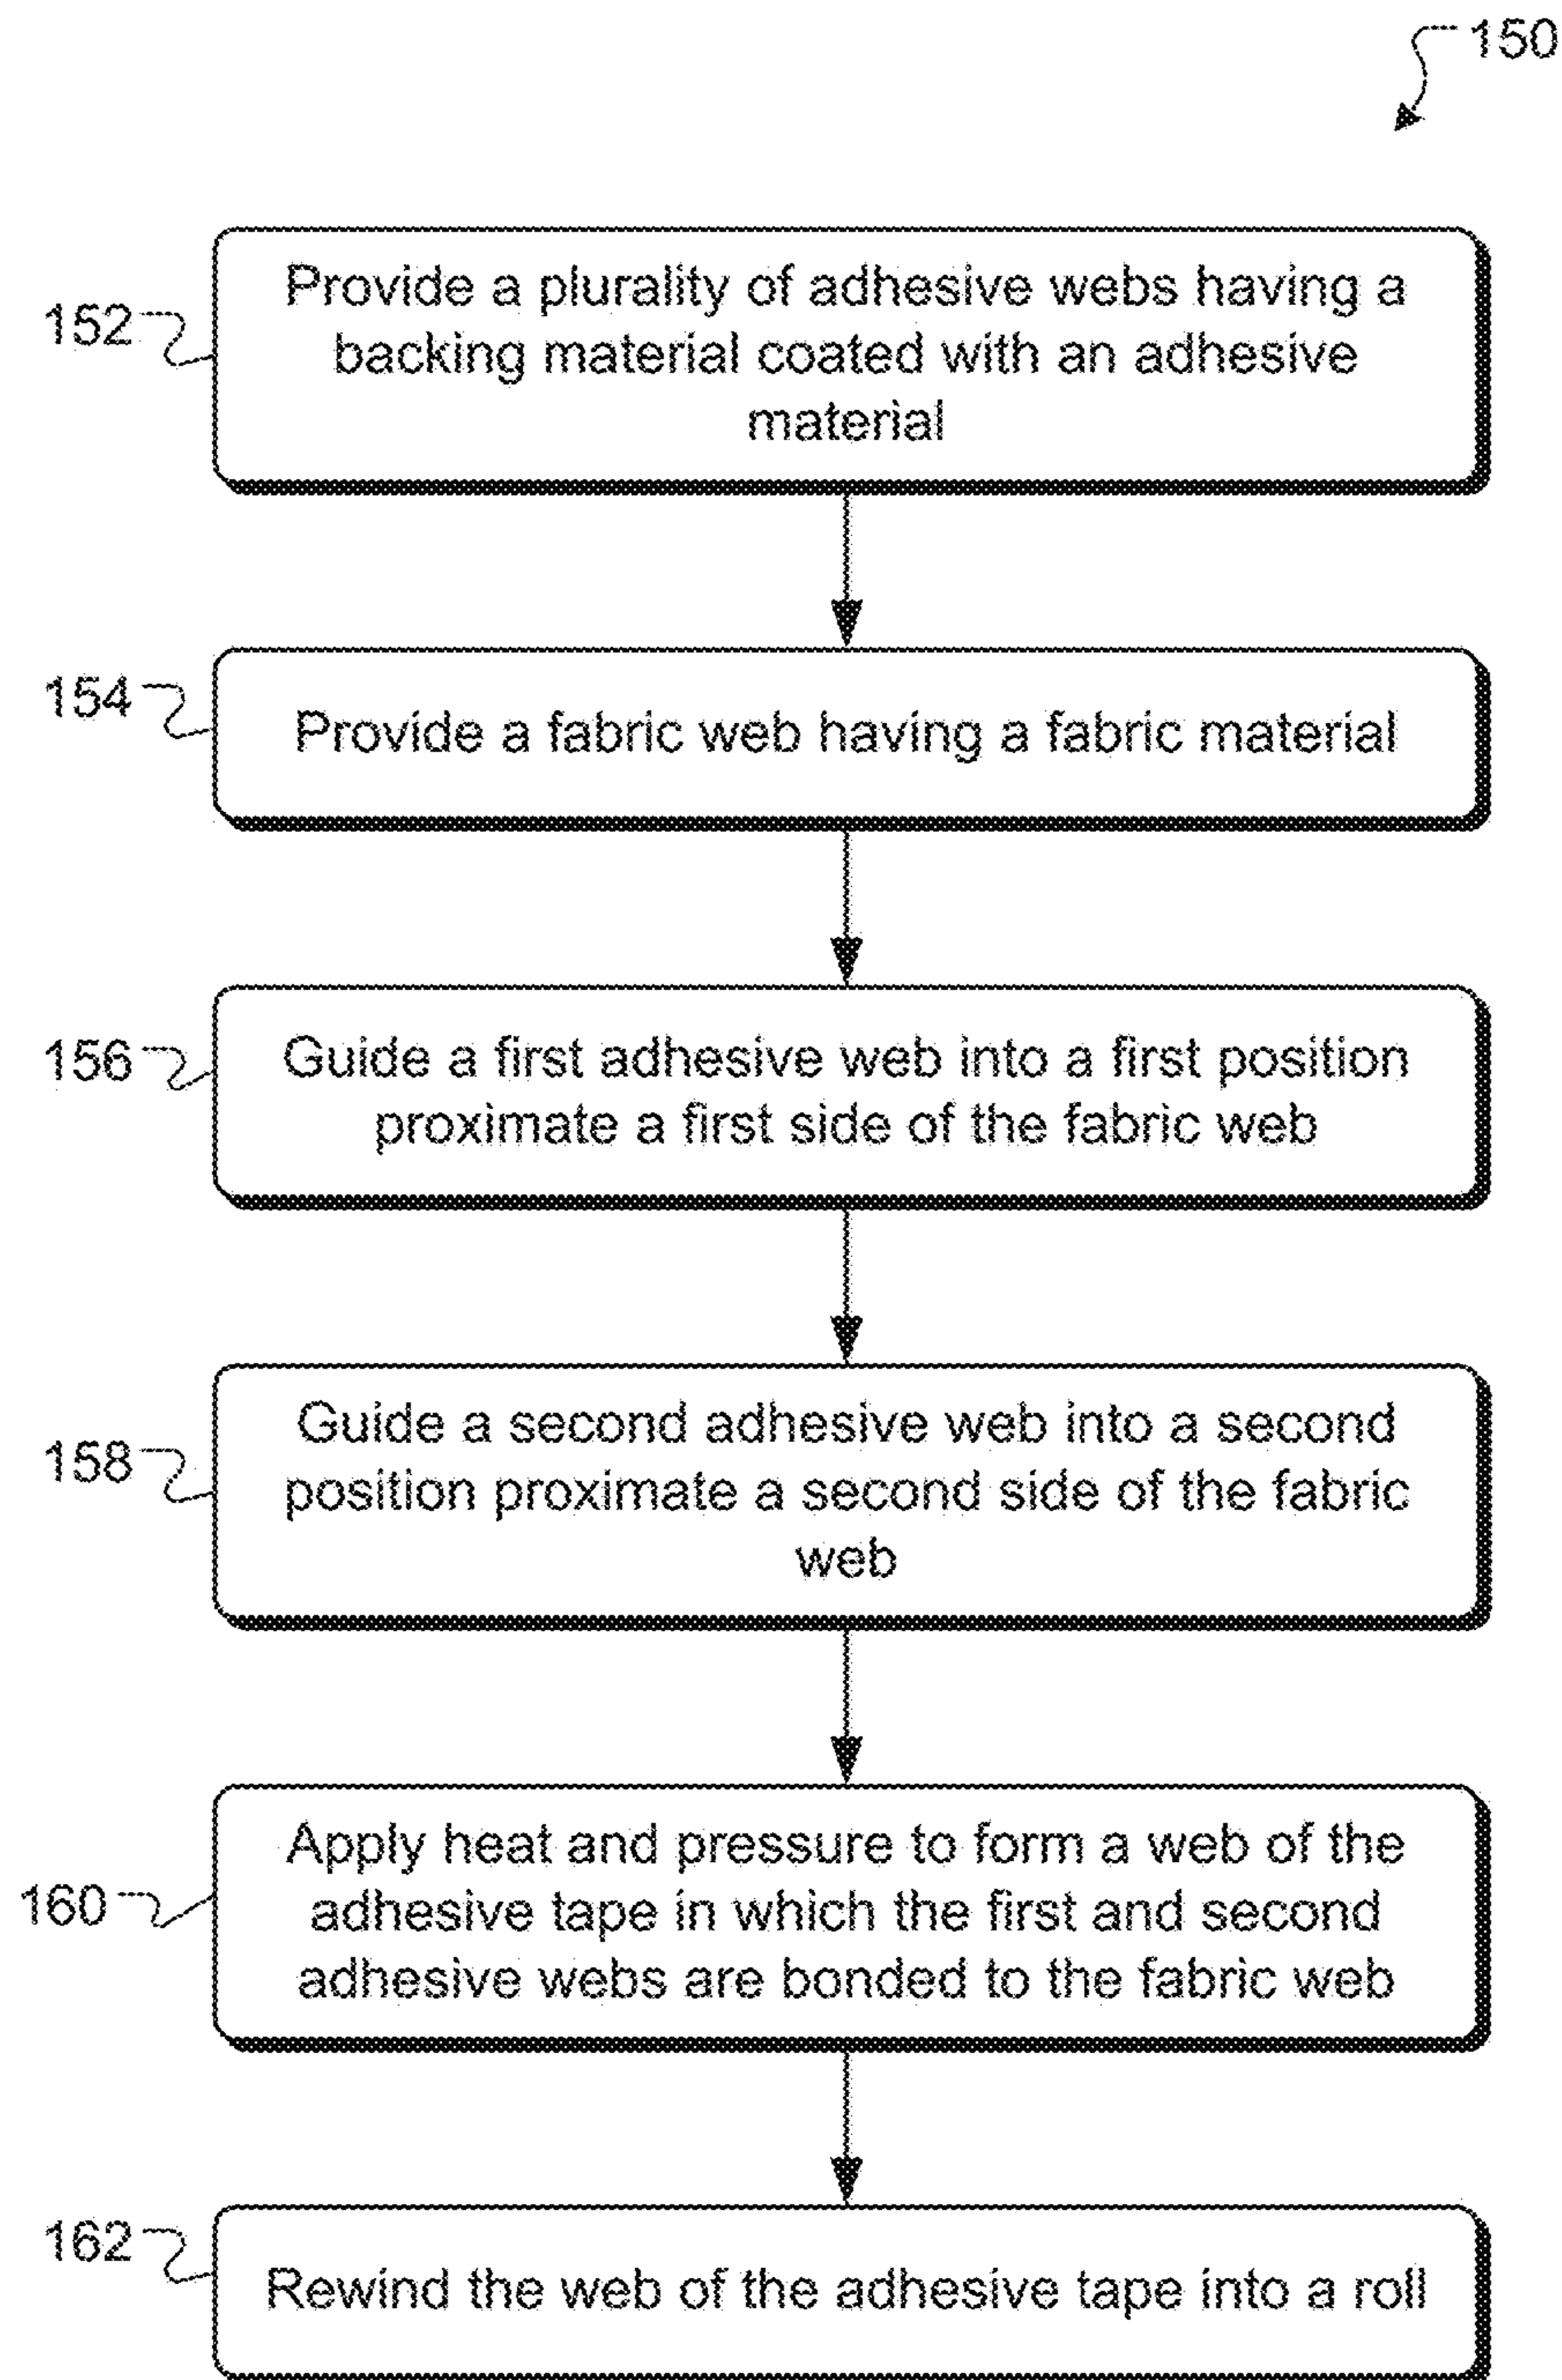 150
152
Provide a plurality of adhesive webs having a
backing material coated with an adhesive
material
154
Provide a fabric web having a fabric material
156
Guide a first adhesive web into a first position
proximate a first side of the fabric web
158
Guide a second adhesive web into a second
position proximate a second side of the fabric
web
160
Apply heat and pressure to form a web of the
adhesive tape in which the first and second
adhesive webs are bonded to the fabric web
162
Rewind the web of the adhesive tape into a roll